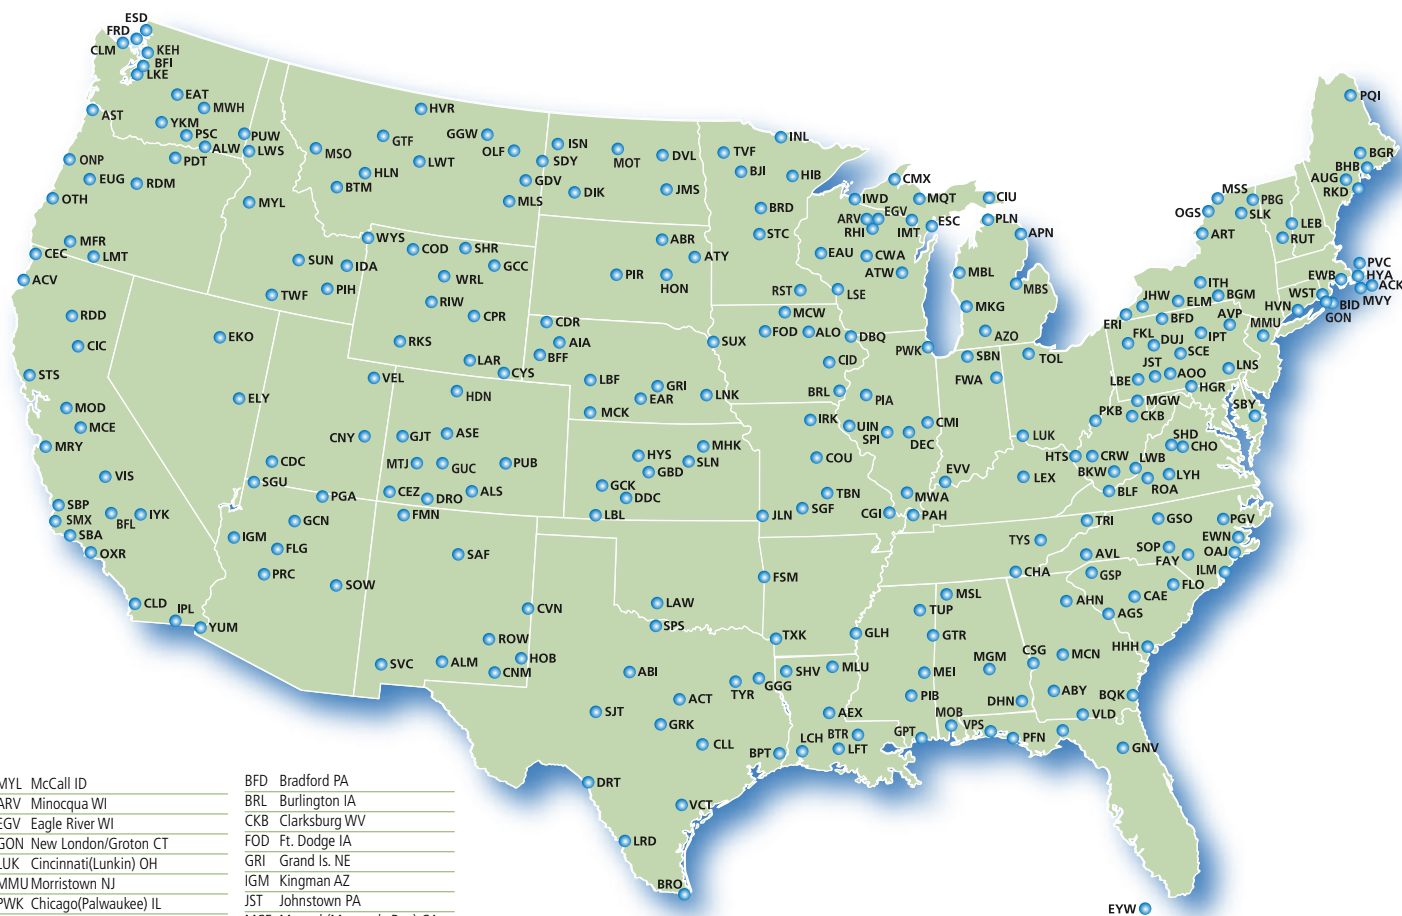 ESD
FRD
CLM
KEH
BFI
LKE
EAT
MWH
AST
YKM
PSC
PUW
ALW
LWS
PDT
ONP
EUG
RDM
OTH
MYL
MFR
CEC
LMT
ACV
HVR
GTF
GGW
OLF
MSO
LWT
HLN
BTM
GDV
MLS
ISN
SDY
MOT
DVL
DIK
JMS
TVF
INL
BJI
HIB
BRD
STC
WYS
COD
SHR
SUN
IDA
WRL
GCC
TWF
PIH
RIW
CPR
ABR
ATY
PIR
HON
RDD
CIC
EKO
RKS
LAR
CYS
CDR
AIA
BFF
STS
ELY
VEL
HDN
LBF
GRI
EAR
LNK
MCK
SUX
MOD
MCE
MRY
CNY
GJT
ASE
MTJ
GUC
PUB
CDC
SGU
VIS
PGA
CEZ
DRO
ALS
FMN
SBP
SMX
SBA
BFL
IYK
OXR
GCN
IGM
FLG
PRC
SOW
SAF
CLD
IPL
YUM
CVN
ROW
HOB
SVC
ALM
CNM
MHK
HYS
SLN
GBD
GCK
DDC
LBL
LAW
SPS
ABI
SJT
ACT
GRK
CLL
TYR
GGG
DRT
VCT
LRD
BRO
BPT
IWD
CMX
MQT
CIU
ARV
EGV
RHI
IMT
ESC
PLN
APN
EAU
CWA
ATW
MBL
MBS
RST
LSE
MKG
AZO
MCW
FOD
ALO
DBQ
CID
PWK
SBN
TOL
FWA
BRL
PIA
IRK
UIN
SPI
DEC
CMI
LUK
COU
EVV
LEX
TBN
SGF
MWA
JLN
CGI
PAH
FSM
TXK
GLH
SHV
MLU
AEX
LCH
BTR
LFT
TUP
MSL
GTR
MEI
PIB
MGM
GPT
MOB
VPS
PFN
DHN
CSG
MCN
ABY
BQK
VLD
GNV
EYW
TYS
TRI
CHA
AVL
GSP
AHN
CAE
AGS
HHH
FLO
GSO
SOP
FAY
PGV
EWN
OAJ
ILM
HTS
CRW
BKW
LWB
BLF
ROA
LYH
SHD
CHO
PKB
CKB
MGW
LBE
JST
AOO
HGR
SBY
LNS
SCE
DUJ
FKL
IPT
ERI
JHW
BFD
ELM
ITH
BGM
AVP
MMU
HVN
WST
EWB
GON
BID
MVY
ACK
HYA
PVC
PQI
BGR
BHB
AUG
RKD
MSS
PBG
OGS
SLK
ART
LEB
RUT
MYL McCall ID
ARV Minocqua WI
EGV Eagle River WI
GON New London/Groton CT
LUK Cincinnati(Lunkin) OH
MMU Morristown NJ
PWK Chicago(Palwaukee) IL
BFD Bradford PA
BRL Burlington IA
CKB Clarksburg WV
FOD Ft. Dodge IA
GRI Grand Is. NE
IGM Kingman AZ
JST Johnstown PA